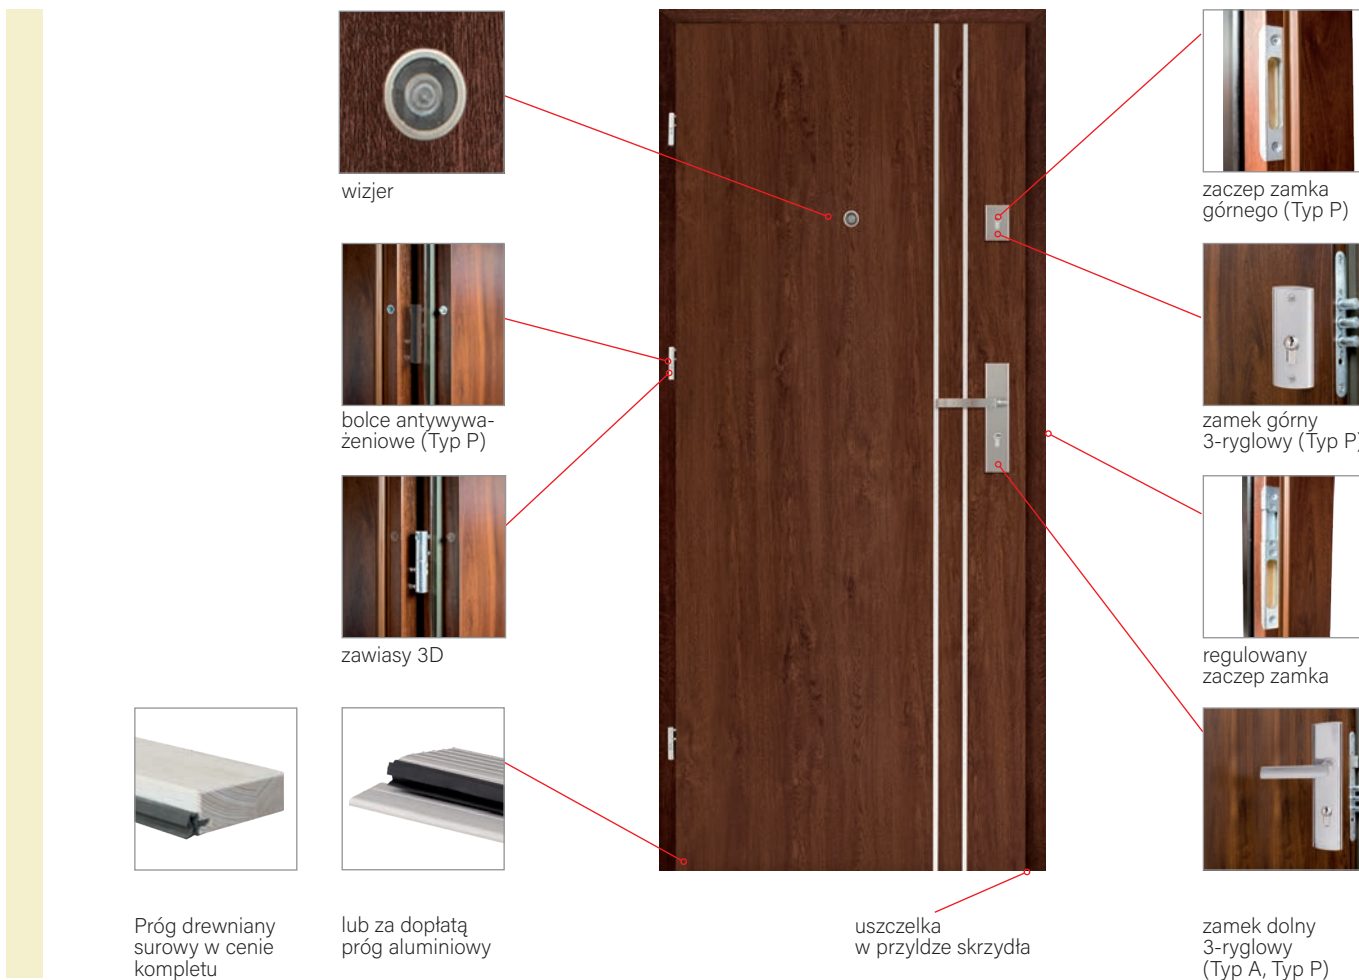 wizjer
bolce antywywa-
żeniowe (Typ P)
zawiasy 3D
Próg drewniany
surowy w cenie
kompletu
lub za dopłatą
próg aluminiowy
uszczelka
w przyldze skrzydła
zaczep zamka
górnego (Typ P)
zamek górny
3-ryglowy (Typ P)
regulowany
zaczep zamka
zamek dolny
3-ryglowy
(Typ A, Typ P)